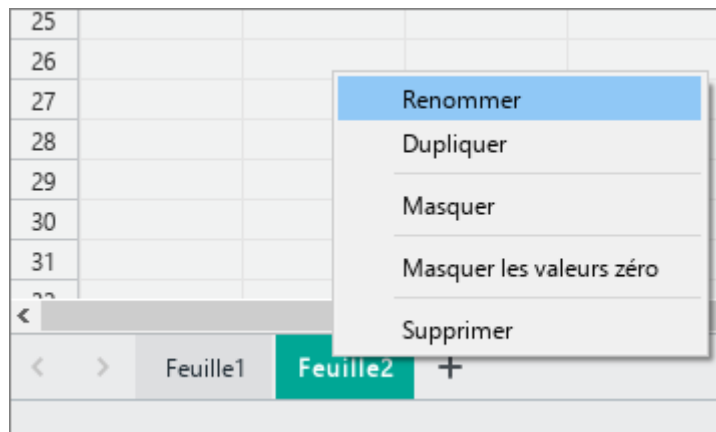 25
26
27
Renommer
28
Dupliquer
29
30
Masquer
31
Masquer les valeurs zéro
Supprimer
Feuille1 Feuille2